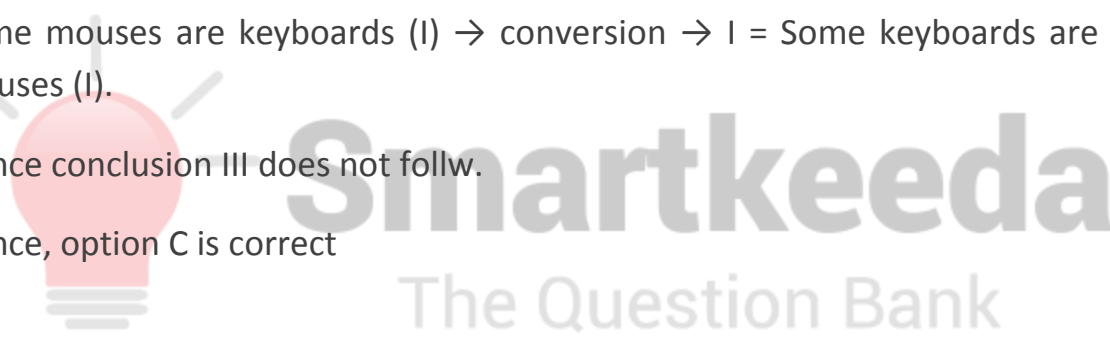 me mouses are keyboards (I) → conversion → I = Some keyboards are
uses (I).
nce conclusion III does not follw.
nce, option C is correct
Smartkeeda
The Question Bank